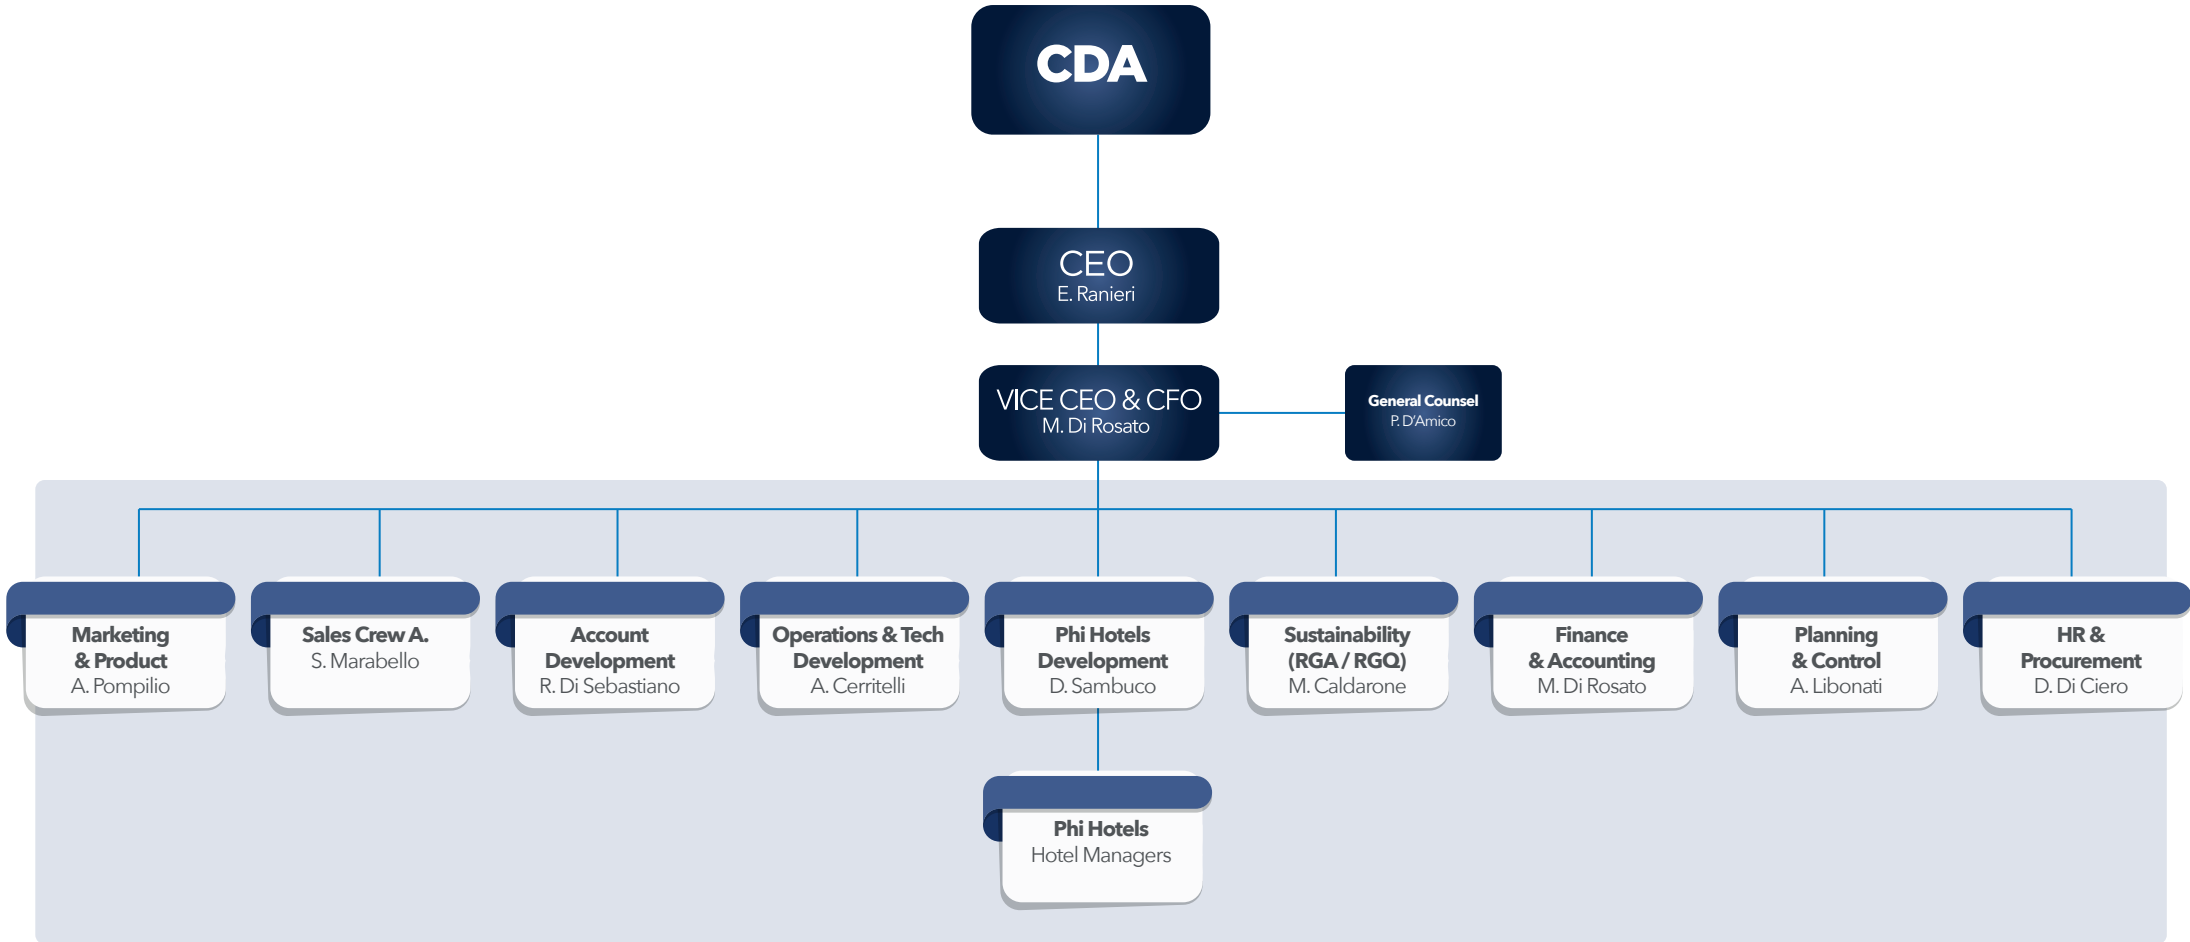 CDA
CEO
E. Ranieri
VICE CEO & CFO
M. Di Rosato
General Counsel
P. D'Amico
Marketing
& Product
A. Pompilio
Sales Crew A.
S. Marabello
Account
Development
R. Di Sebastiano
Operations & Tech
Development
A. Cerritelli
Phi Hotels
Development
D. Sambuco
Sustainability
(RGA / RGQ)
M. Caldarone
Finance
& Accounting
M. Di Rosato
Planning
& Control
A. Libonati
HR &
Procurement
D. Di Ciero
Phi Hotels
Hotel Managers